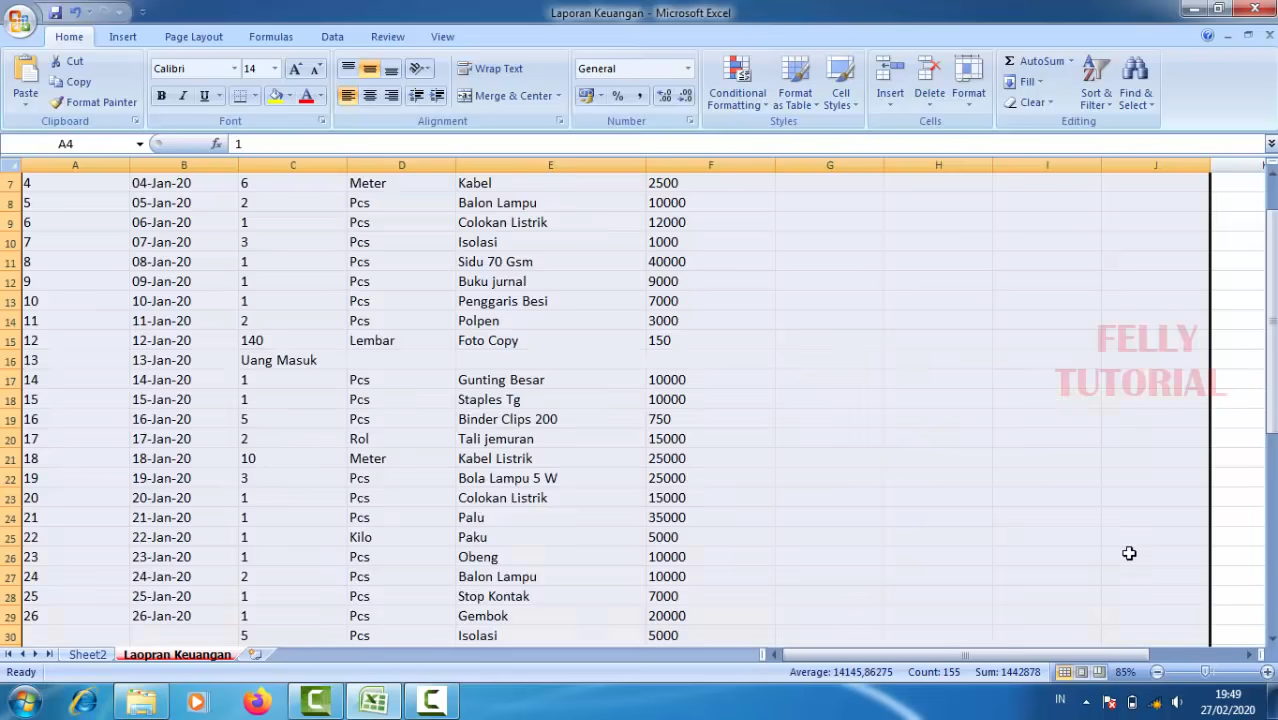 Laporan Keuangan - Microsoft Excel
Home Insert Page Layout Formulas Data Review View
Paste Cut Copy Format Painter Clipboard
Calibri 14 A A B I U A Font
Wrap Text Merge & Center Alignment
General % , Number
Conditional Formatting Format as Table Cell Styles Styles
Insert Delete Format Cells
Σ AutoSum Fill Clear Sort & Filter Find & Select Editing
A4 fx 1
A B C D E F G H I J
7 4 04-Jan-20 6 Meter Kabel 2500
8 5 05-Jan-20 2 Pcs Balon Lampu 10000
9 6 06-Jan-20 1 Pcs Colokan Listrik 12000
10 7 07-Jan-20 3 Pcs Isolasi 1000
11 8 08-Jan-20 1 Pcs Sidu 70 Gsm 40000
12 9 09-Jan-20 1 Pcs Buku jurnal 9000
13 10 10-Jan-20 1 Pcs Penggaris Besi 7000
14 11 11-Jan-20 2 Pcs Polpen 3000
15 12 12-Jan-20 140 Lembar Foto Copy 150
16 13 13-Jan-20 Uang Masuk
17 14 14-Jan-20 1 Pcs Gunting Besar 10000
18 15 15-Jan-20 1 Pcs Staples Tg 10000
19 16 16-Jan-20 5 Pcs Binder Clips 200 750
20 17 17-Jan-20 2 Rol Tali jemuran 15000
21 18 18-Jan-20 10 Meter Kabel Listrik 25000
22 19 19-Jan-20 3 Pcs Bola Lampu 5 W 25000
23 20 20-Jan-20 1 Pcs Colokan Listrik 15000
24 21 21-Jan-20 1 Pcs Palu 35000
25 22 22-Jan-20 1 Kilo Paku 5000
26 23 23-Jan-20 1 Pcs Obeng 10000
27 24 24-Jan-20 2 Pcs Balon Lampu 10000
28 25 25-Jan-20 1 Pcs Stop Kontak 7000
29 26 26-Jan-20 1 Pcs Gembok 20000
30 5 Pcs Isolasi 5000
FELLY
TUTORIAL
Sheet2 Laopran Keuangan
Ready Average: 14145,86275 Count: 155 Sum: 1442878 85%
IN 19:49
27/02/2020